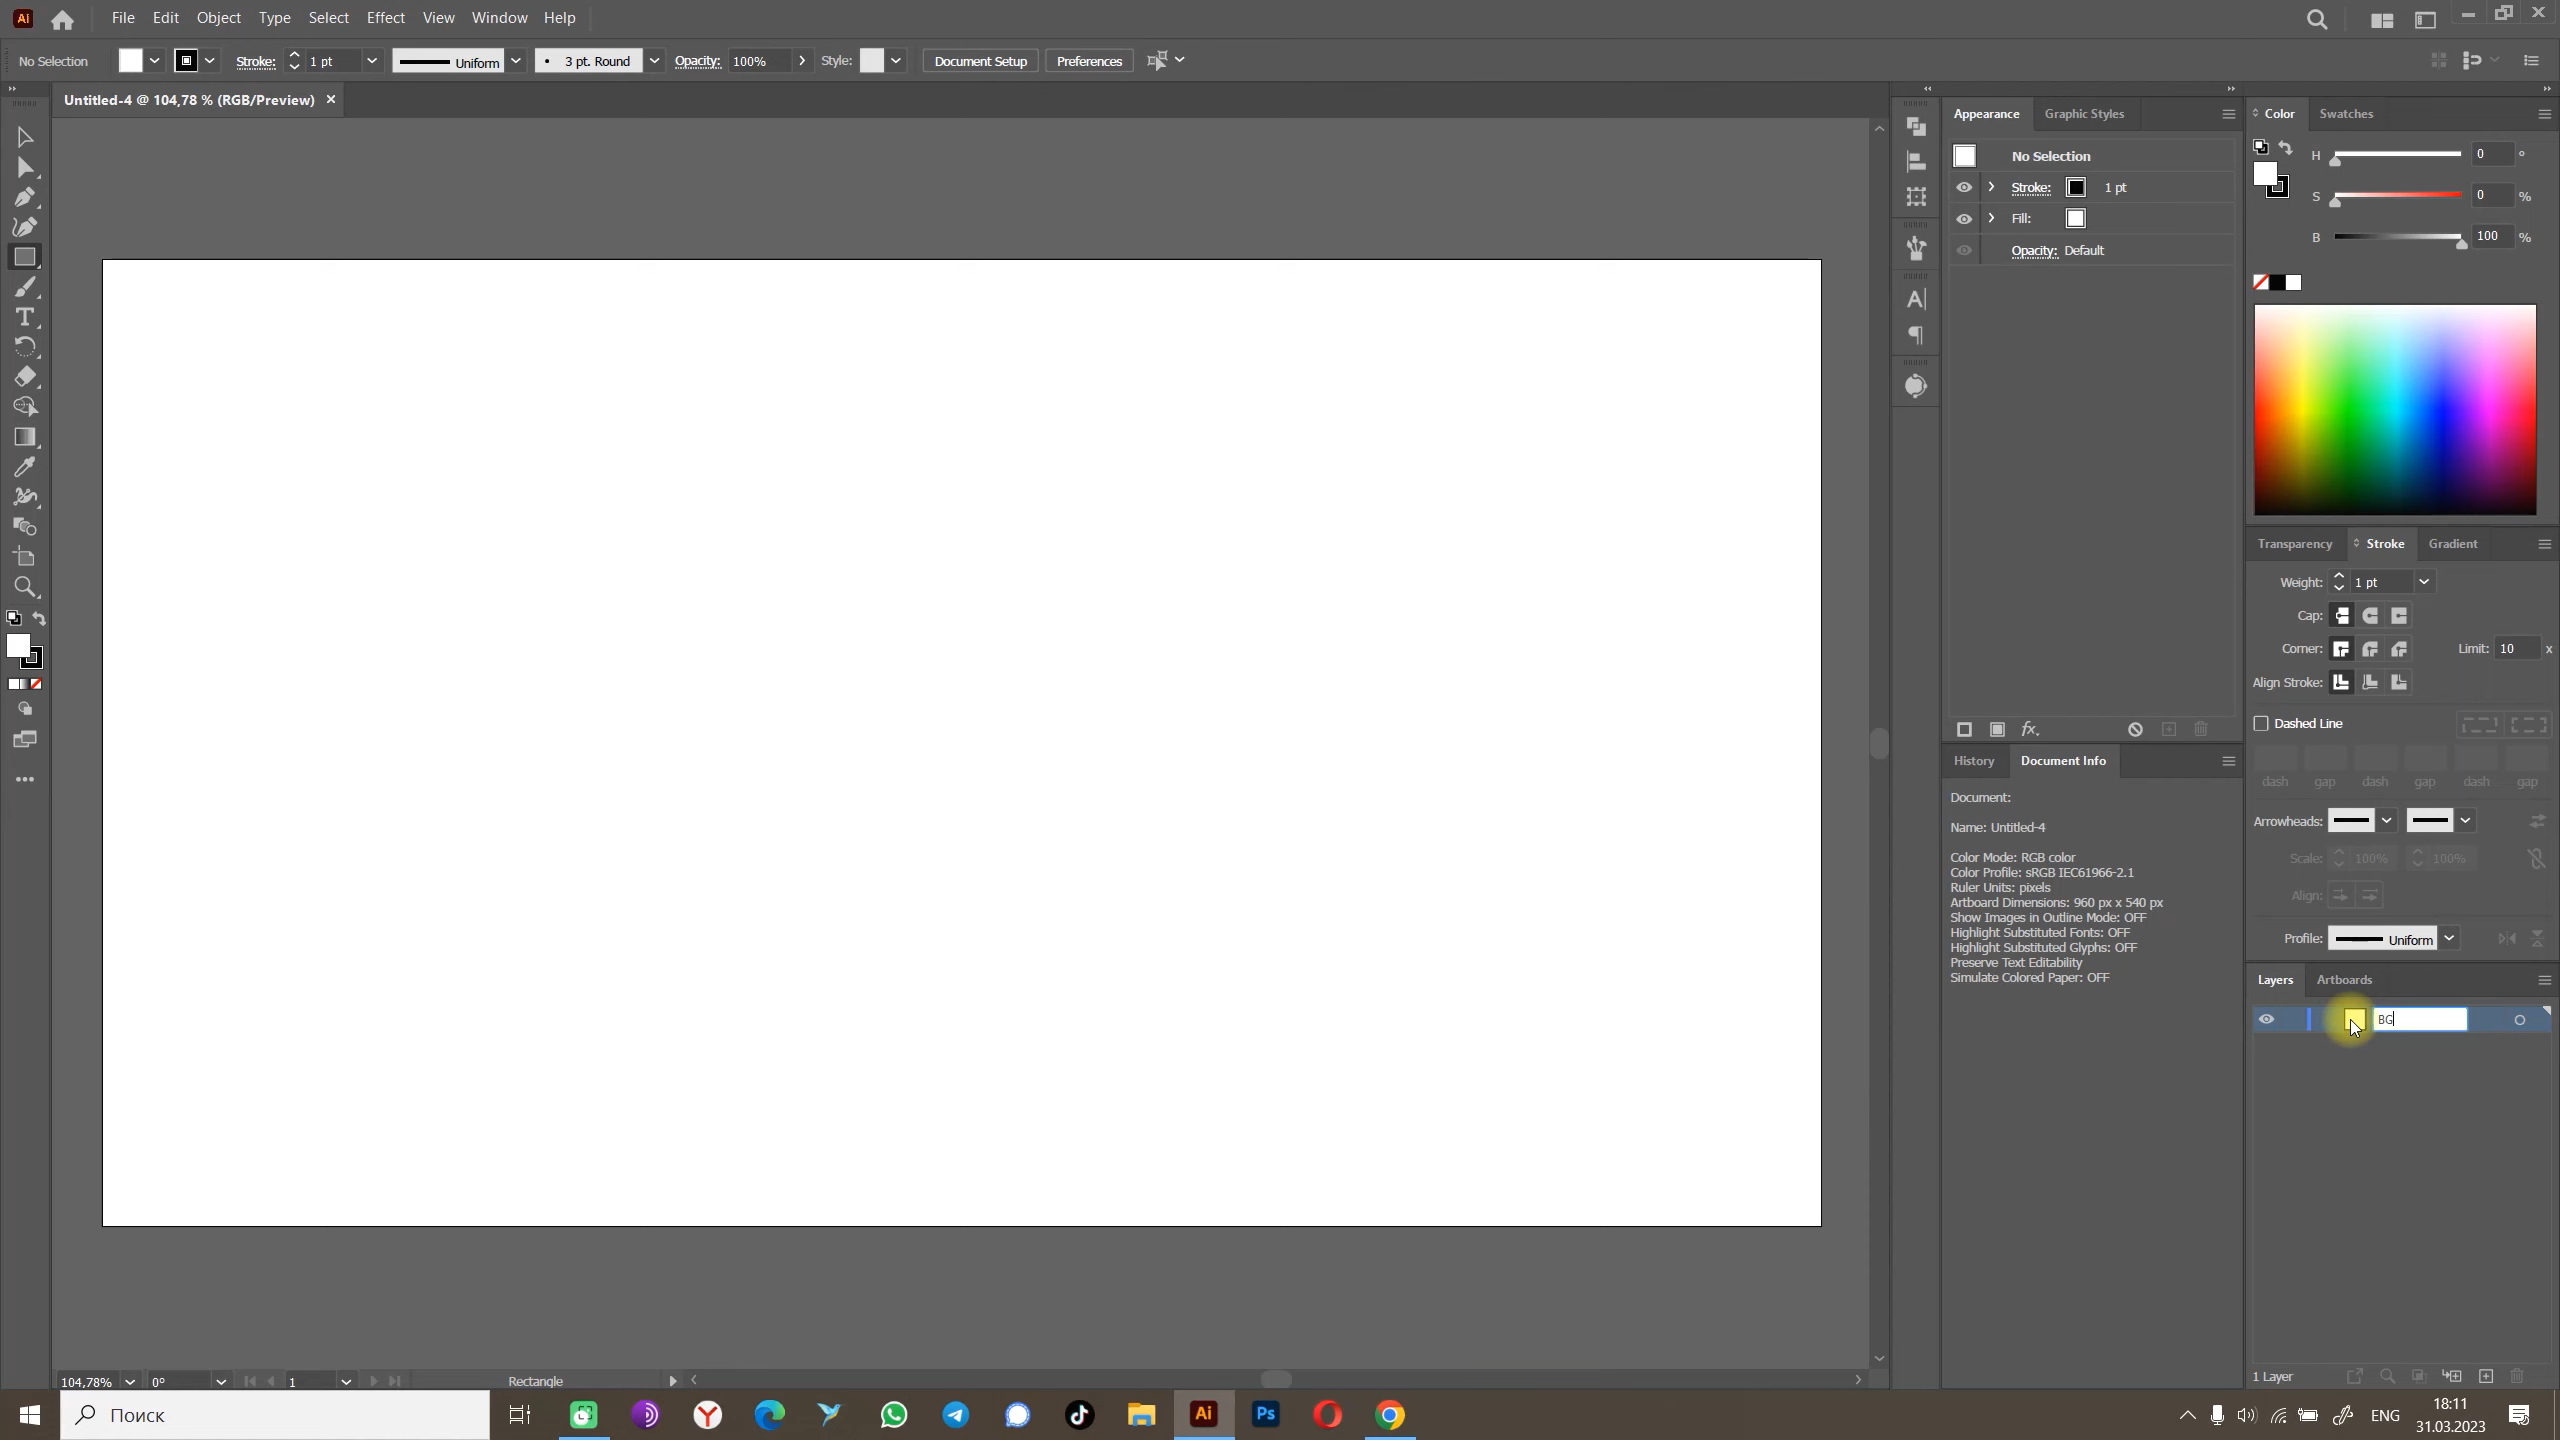 Ai File Edit Object Type Select Effect View Window Help
No Selection Stroke: 1 pt Uniform 3 pt. Round Opacity: 100% Style: Document Setup Preferences
Untitled-4 @ 104,78 % (RGB/Preview)
Appearance Graphic Styles
No Selection
Stroke: 1 pt
Fill:
Opacity: Default
Color Swatches
H 0 °
S 0 %
B 100 %
Transparency Stroke Gradient
Weight: 1 pt
Cap:
Corner: Limit: 10 x
Align Stroke:
Dashed Line
dash gap dash gap dash gap
Arrowheads:
Scale: 100% 100%
Align:
Profile: Uniform
History Document Info
Document:
Name: Untitled-4
Color Mode: RGB color
Color Profile: sRGB IEC61966-2.1
Ruler Units: pixels
Artboard Dimensions: 960 px x 540 px
Show Images in Outline Mode: OFF
Highlight Substituted Fonts: OFF
Highlight Substituted Glyphs: OFF
Preserve Text Editability
Simulate Colored Paper: OFF
Layers Artboards
BG
1 Layer
104,78% 0° 1 Rectangle
Поиск
Ai Ps
ENG
18:11
31.03.2023